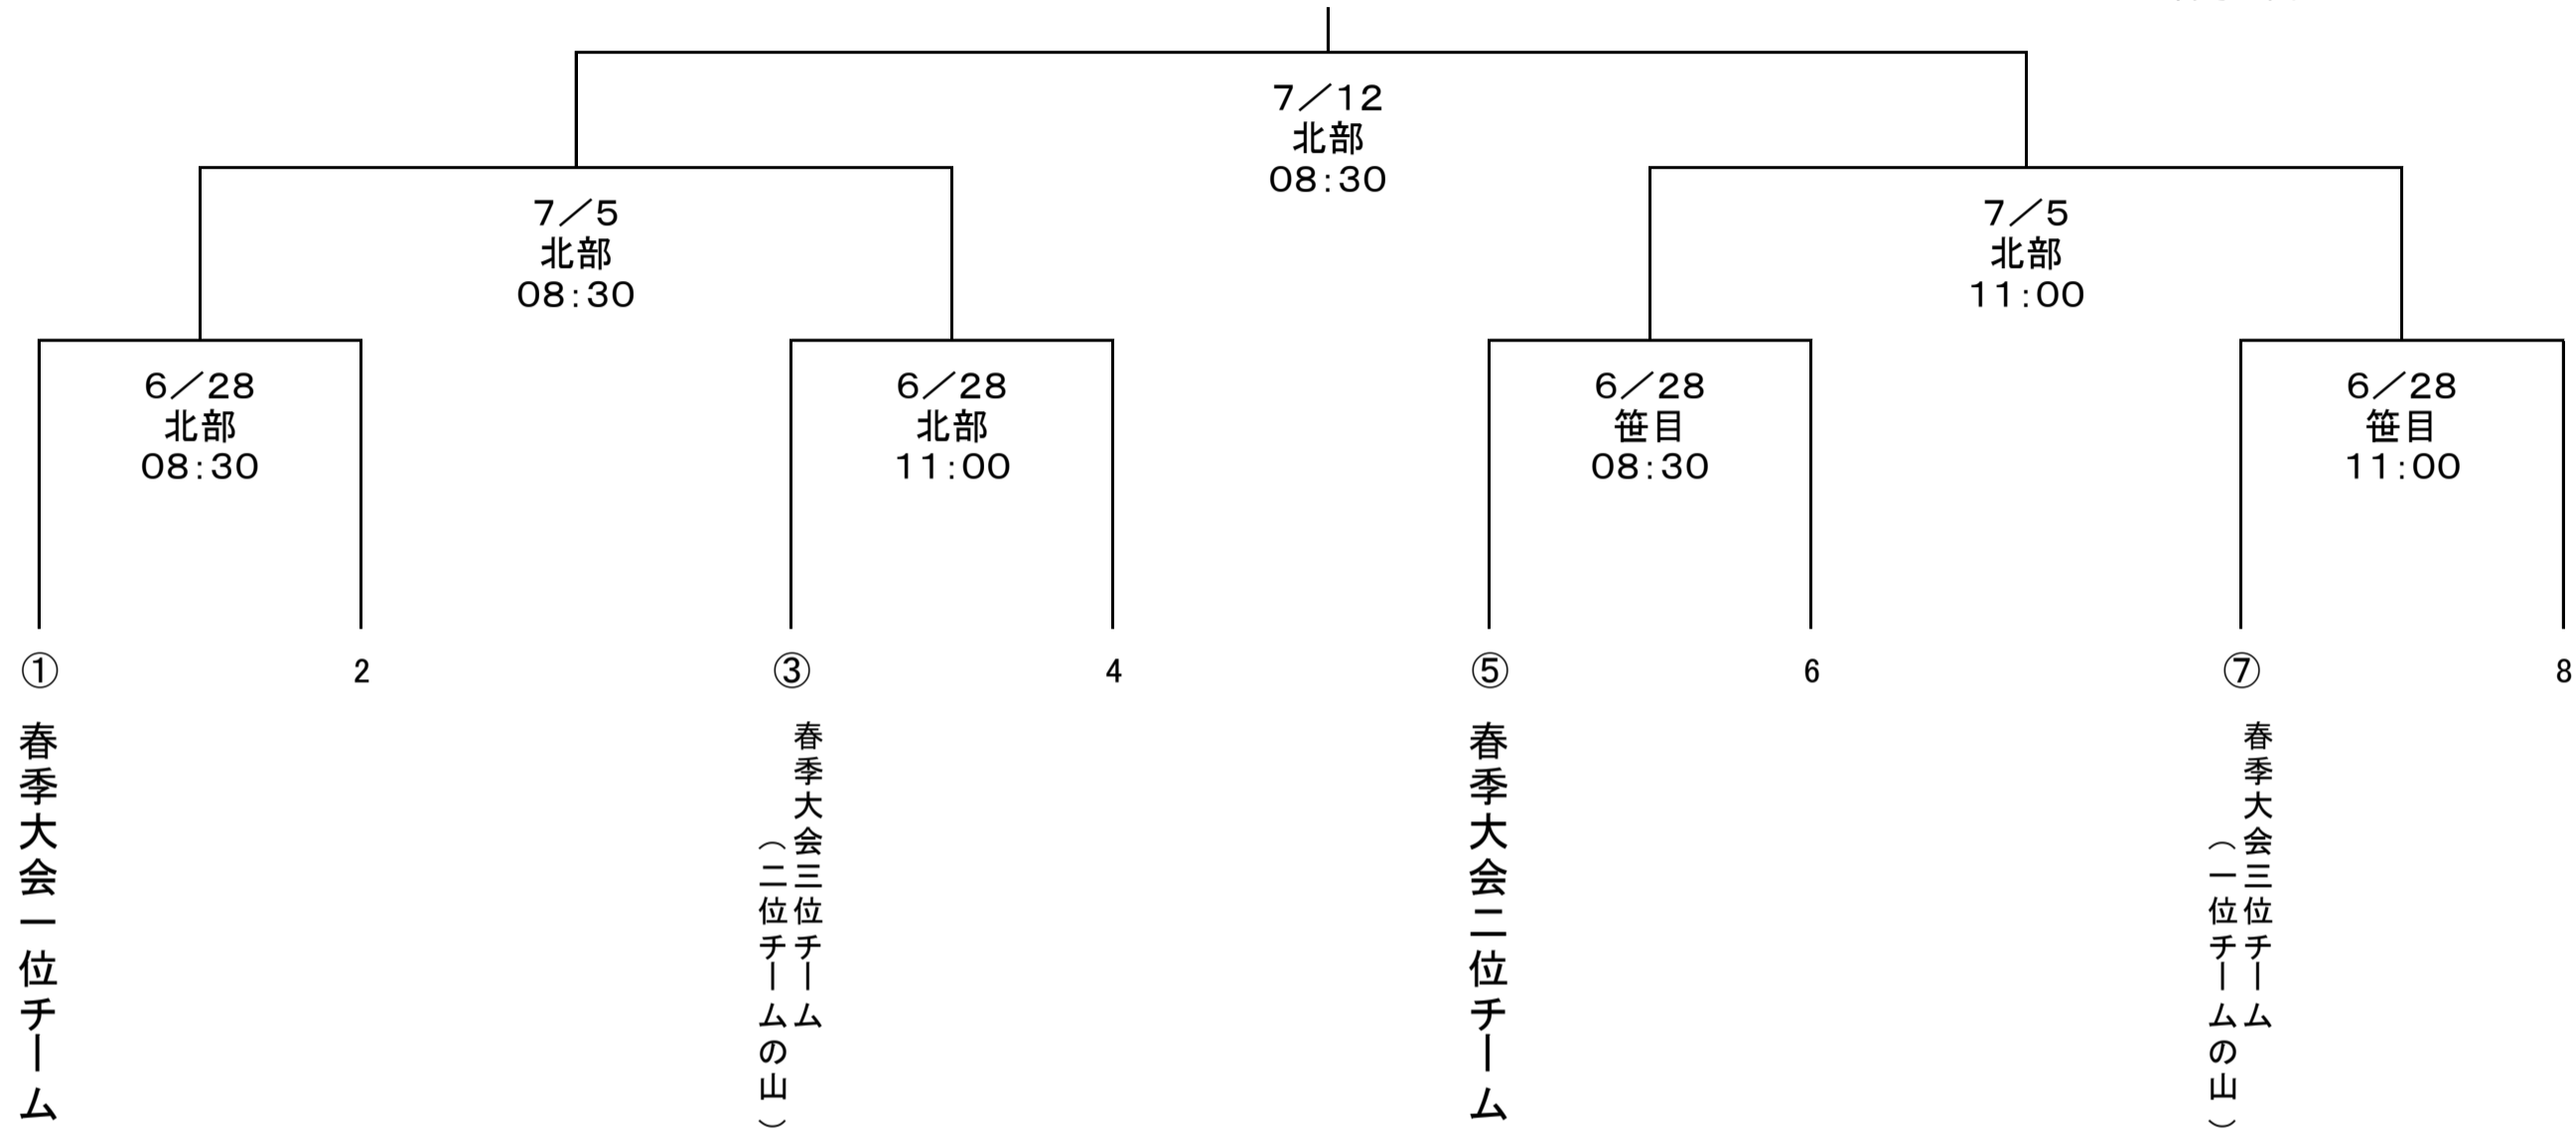 7／12
北部
08:30
7／5
北部
08:30
7／5
北部
11:00
6／28
北部
08:30
6／28
北部
11:00
6／28
笹目
08:30
6／28
笹目
11:00
①
2
③
4
⑤
6
⑦
8
春季大会一位チーム
春季大会三位チーム
（二位チームの山）
春季大会二位チーム
春季大会三位チーム
（一位チームの山）